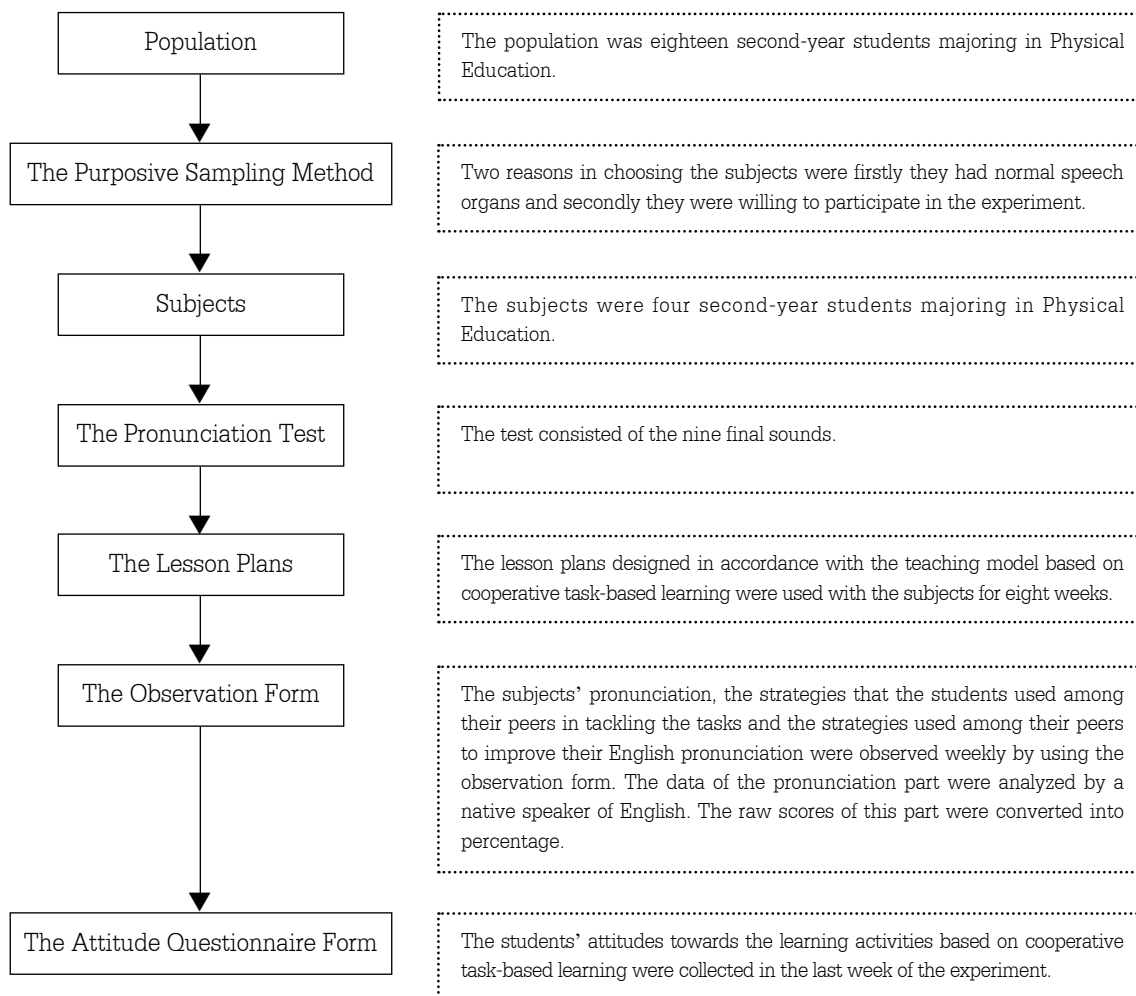 Population
The population was eighteen second-year students majoring in Physical
Education.
The Purposive Sampling Method
Two reasons in choosing the subjects were firstly they had normal speech
organs and secondly they were willing to participate in the experiment.
Subjects
The subjects were four second-year students majoring in Physical
Education.
The Pronunciation Test
The test consisted of the nine final sounds.
The Lesson Plans
The lesson plans designed in accordance with the teaching model based on
cooperative task-based learning were used with the subjects for eight weeks.
The Observation Form
The subjects’ pronunciation, the strategies that the students used among
their peers in tackling the tasks and the strategies used among their peers
to improve their English pronunciation were observed weekly by using the
observation form. The data of the pronunciation part were analyzed by a
native speaker of English. The raw scores of this part were converted into
percentage.
The Attitude Questionnaire Form
The students’ attitudes towards the learning activities based on cooperative
task-based learning were collected in the last week of the experiment.